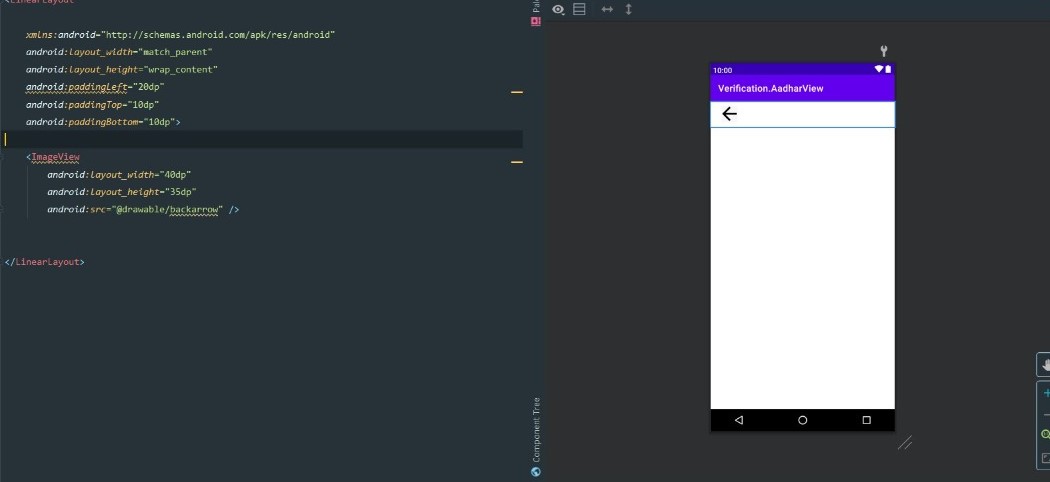 <LinearLayout
xmlns:android="http://schemas.android.com/apk/res/android"
android:layout_width="match_parent"
android:layout_height="wrap_content"
android:paddingLeft="20dp"
android:paddingTop="10dp"
android:paddingBottom="10dp">
<ImageView
android:layout_width="40dp"
android:layout_height="35dp"
android:src="@drawable/backarrow" />
</LinearLayout>
Component Tree
10:00
Verification.AadharView